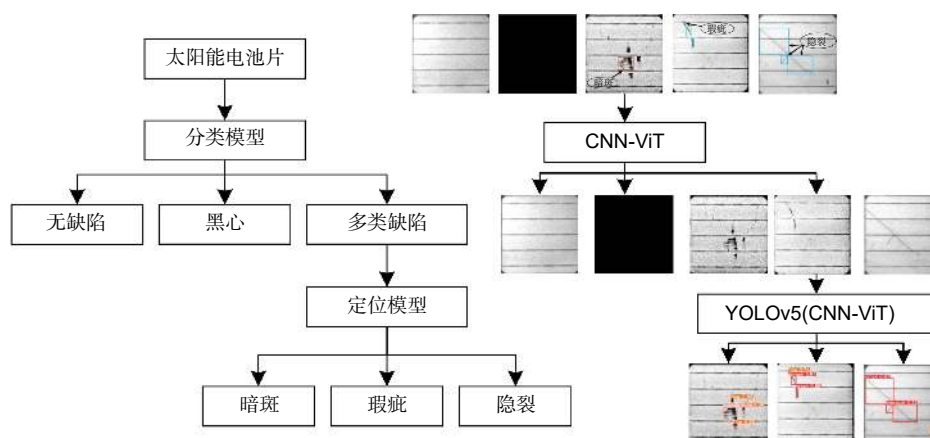 太阳能电池片
分类模型
无缺陷
黑心
多类缺陷
定位模型
暗斑
瑕疵
隐裂
暗斑
瑕疵
隐裂
CNN-ViT
YOLOv5(CNN-ViT)